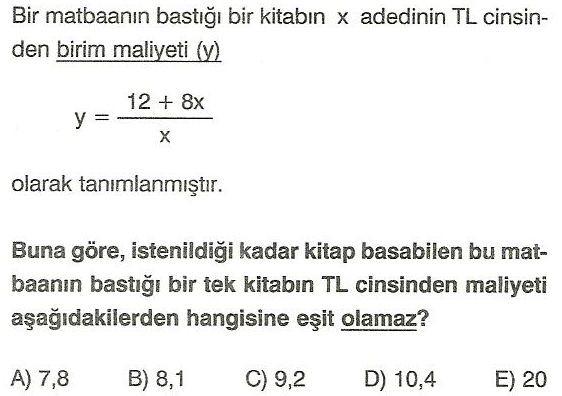 Bir matbaanın bastığı bir kitabın x adedinin TL cinsin-
den birim maliyeti (y)
y = 12 + 8x / x
olarak tanımlanmıştır.
Buna göre, istenildiği kadar kitap basabilen bu mat-
baanın bastığı bir tek kitabın TL cinsinden maliyeti
aşağıdakilerden hangisine eşit olamaz?
A) 7,8 B) 8,1 C) 9,2 D) 10,4 E) 20